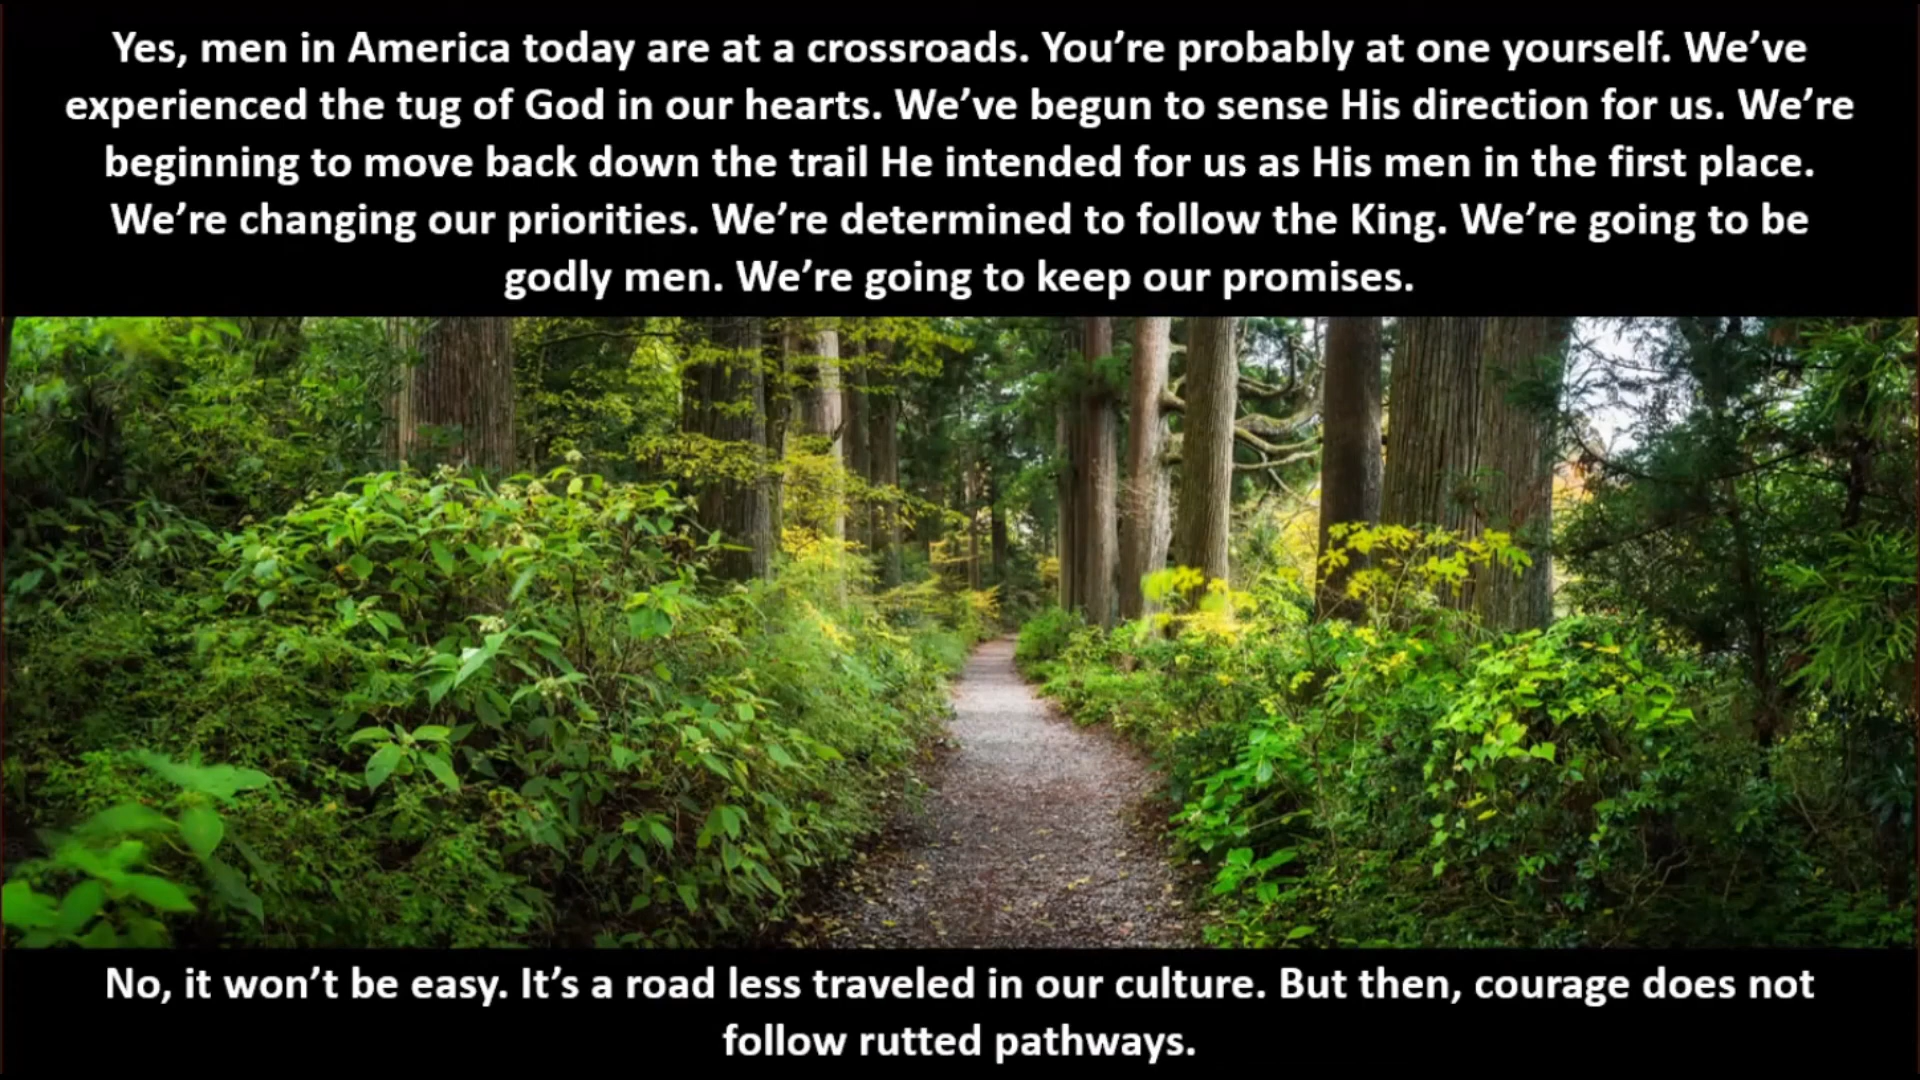 Yes, men in America today are at a crossroads. You’re probably at one yourself. We’ve
experienced the tug of God in our hearts. We’ve begun to sense His direction for us. We’re
beginning to move back down the trail He intended for us as His men in the first place.
We’re changing our priorities. We’re determined to follow the King. We’re going to be
godly men. We’re going to keep our promises.
No, it won’t be easy. It’s a road less traveled in our culture. But then, courage does not
follow rutted pathways.